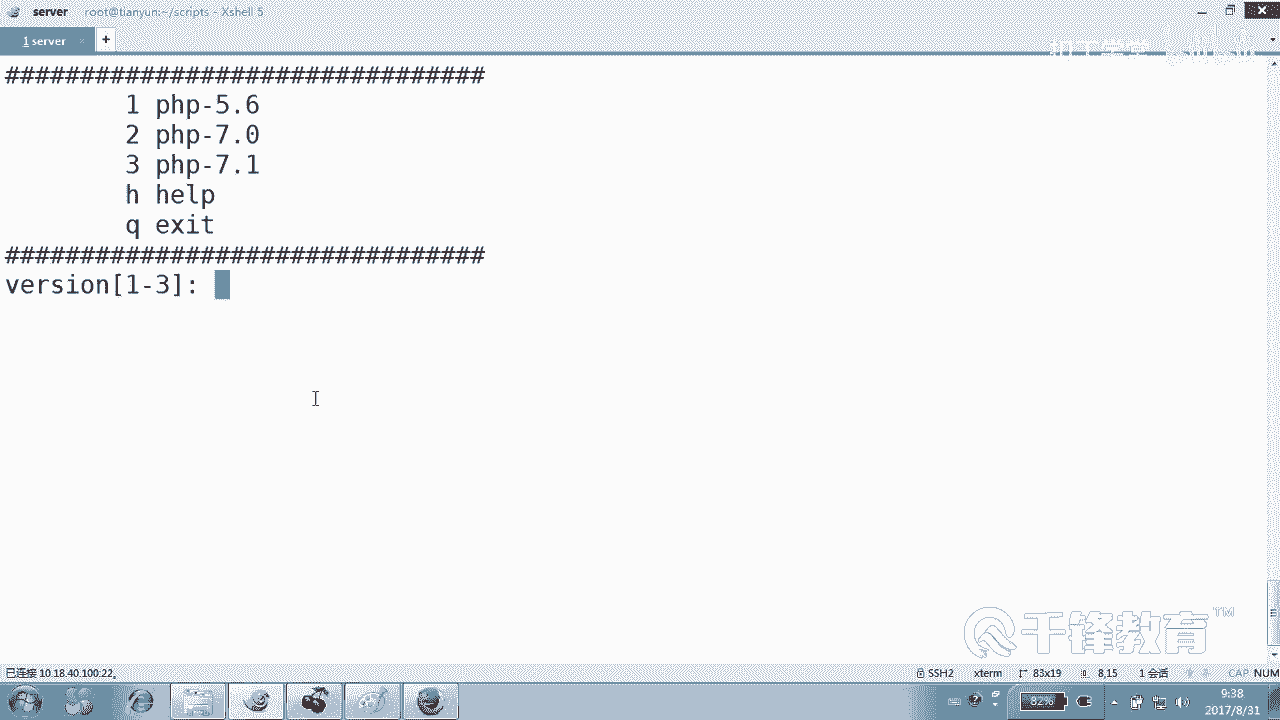 server root@tianyun:~/scripts - Xshell 5
1 server
################################
1 php-5.6
2 php-7.0
3 php-7.1
h help
q exit
################################
version[1-3]:
千锋教育™
已连接 10.18.40.100:22。 SSH2 xterm 83x19 8,15 1 会话 CAP NUM
82% 9:38
2017/8/31